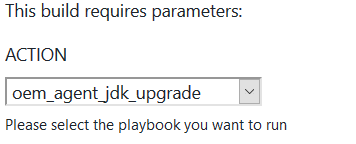 This build requires parameters:
ACTION
oem_agent_jdk_upgrade
Please select the playbook you want to run